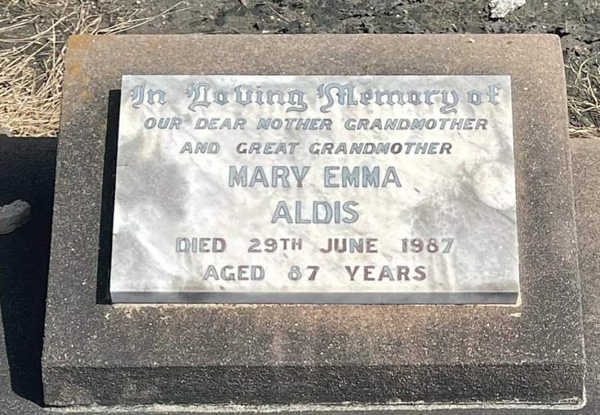 In Loving Memory of
OUR DEAR MOTHER GRANDMOTHER
AND GREAT GRANDMOTHER
MARY EMMA
ALDIS
DIED 29TH JUNE 1987
AGED 87 YEARS